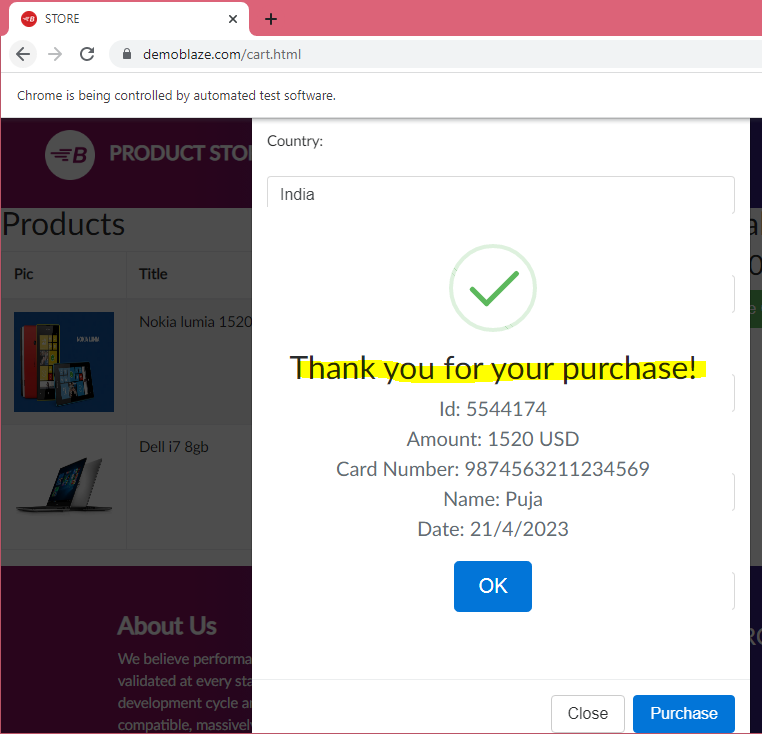 STORE
demoblaze.com/cart.html
Chrome is being controlled by automated test software.
PRODUCT STO
Country:
India
Products
Pic Title
Nokia lumia 1520
Dell i7 8gb
Thank you for your purchase!
Id: 5544174
Amount: 1520 USD
Card Number: 9874563211234569
Name: Puja
Date: 21/4/2023
OK
About Us
We believe performa
validated at every sta
development cycle an
compatible, massively
Close Purchase